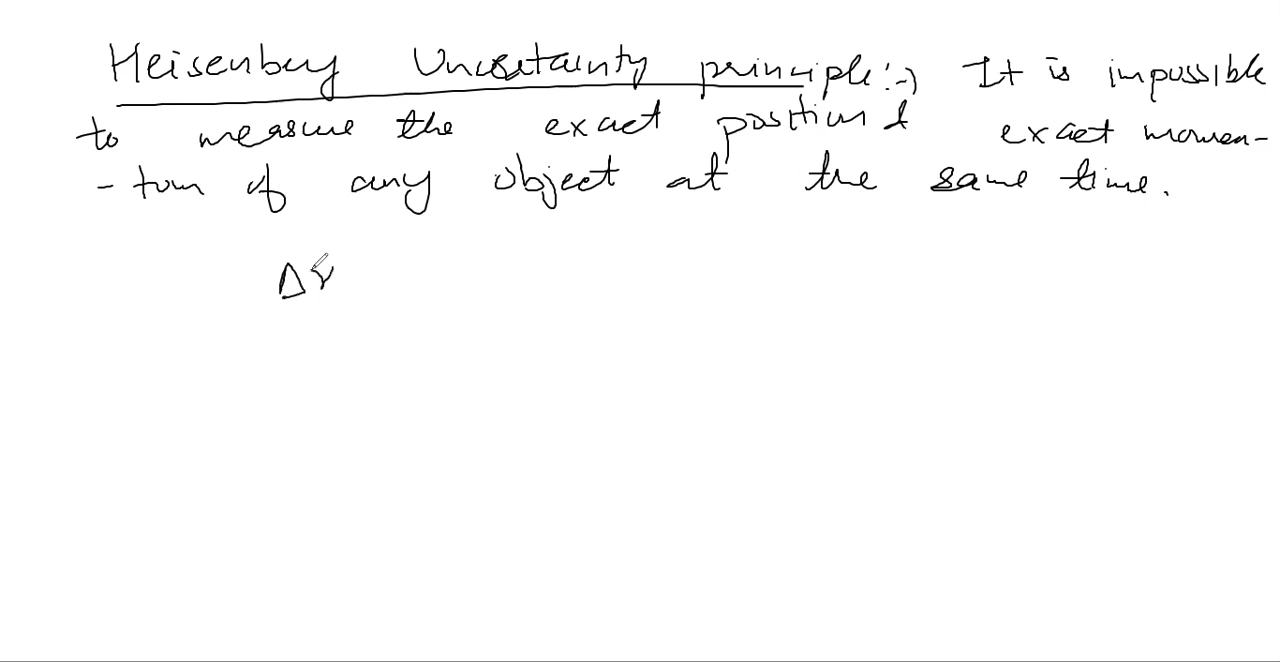 Heisenberg Uncertainty principle:-) It is impossible
to measure the exact position & exact momen-
-tum of any object at the same time.
Δ